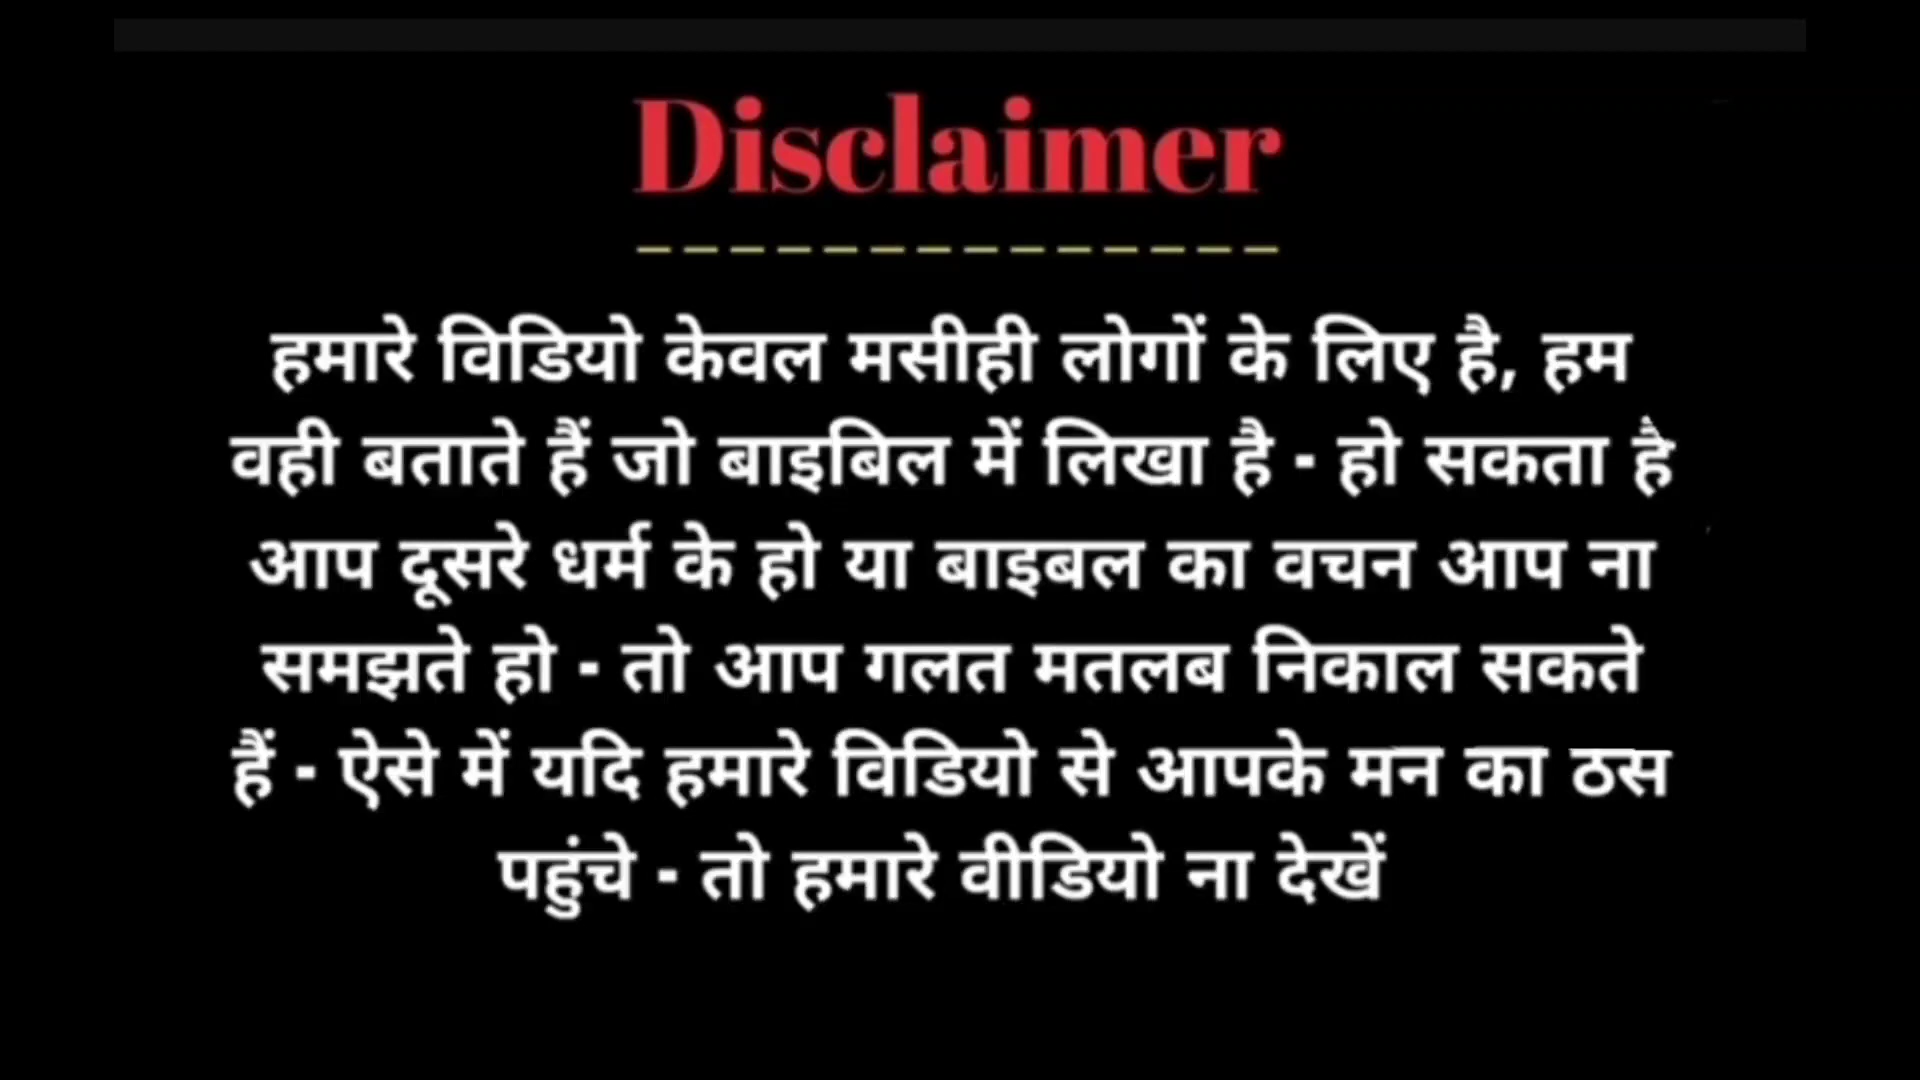 Disclaimer
हमारे विडियो केवल मसीही लोगों के लिए है, हम
वही बताते हैं जो बाइबिल में लिखा है - हो सकता है
आप दूसरे धर्म के हो या बाइबल का वचन आप ना
समझते हो - तो आप गलत मतलब निकाल सकते
हैं - ऐसे में यदि हमारे विडियो से आपके मन का ठस
पहुंचे - तो हमारे वीडियो ना देखें